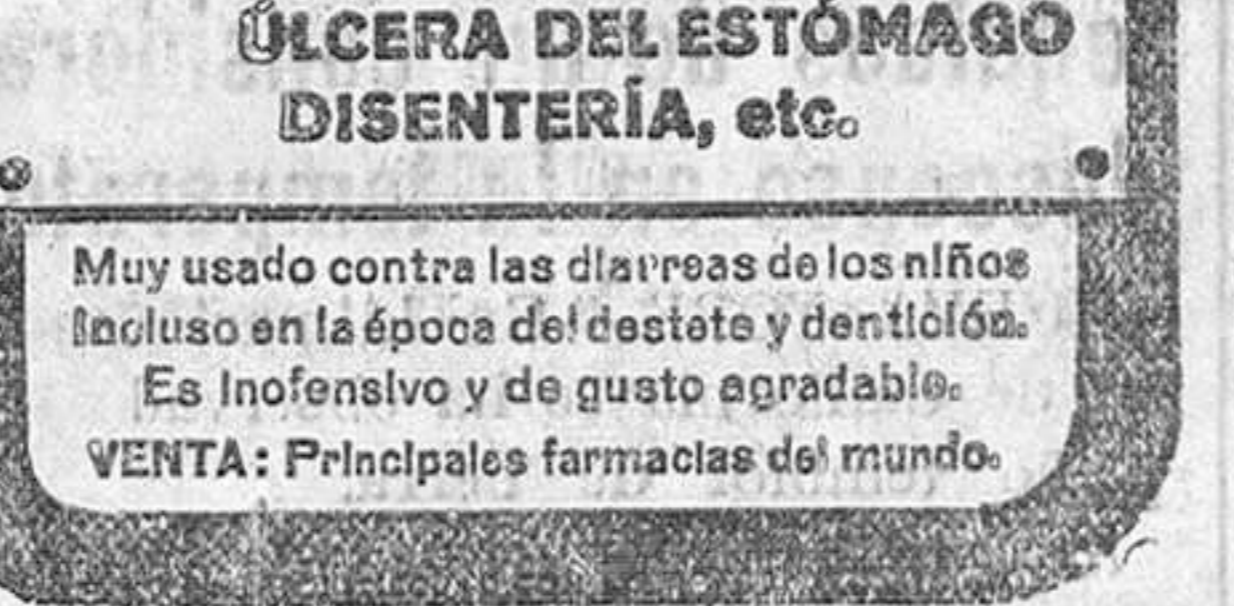 ÚLCERA DEL ESTÓMAGO
DISENTERÍA, etc.
Muy usado contra las diarreas de los niños
incluso en la época del destete y dentición.
Es inofensivo y de gusto agradable.
VENTA: Principales farmacias del mundo.